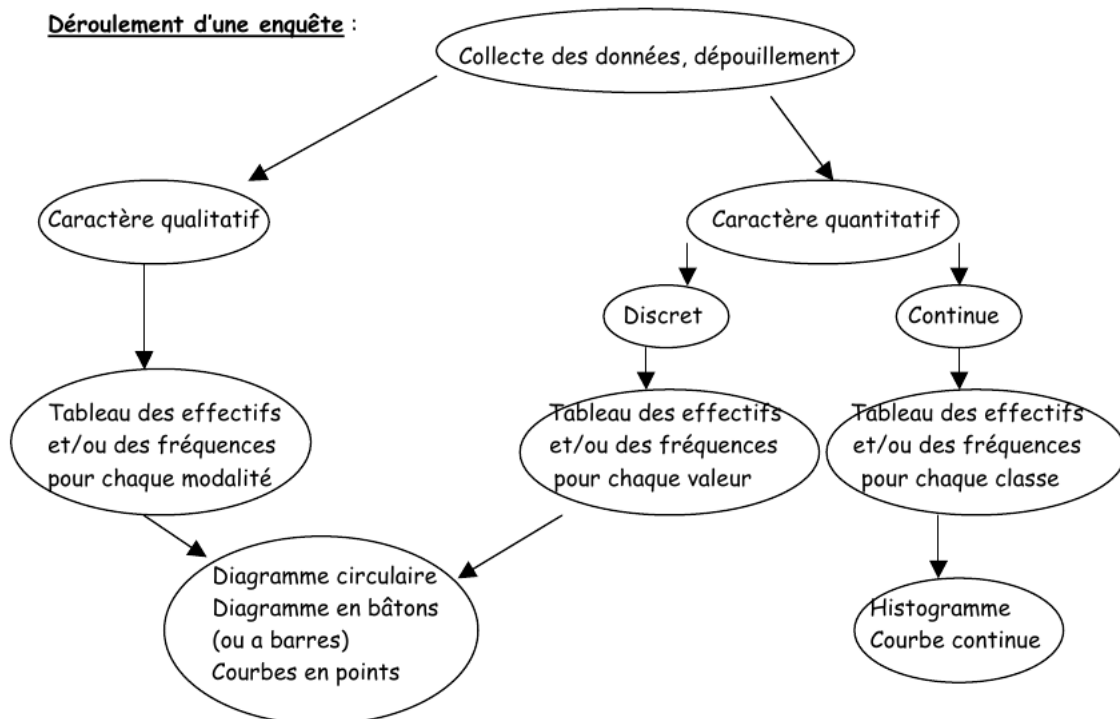 Déroulement d'une enquête :
Collecte des données, dépouillement
Caractère qualitatif
Caractère quantitatif
Discret
Continue
Tableau des effectifs
et/ou des fréquences
pour chaque modalité
Tableau des effectifs
et/ou des fréquences
pour chaque valeur
Tableau des effectifs
et/ou des fréquences
pour chaque classe
Diagramme circulaire
Diagramme en bâtons
(ou a barres)
Courbes en points
Histogramme
Courbe continue